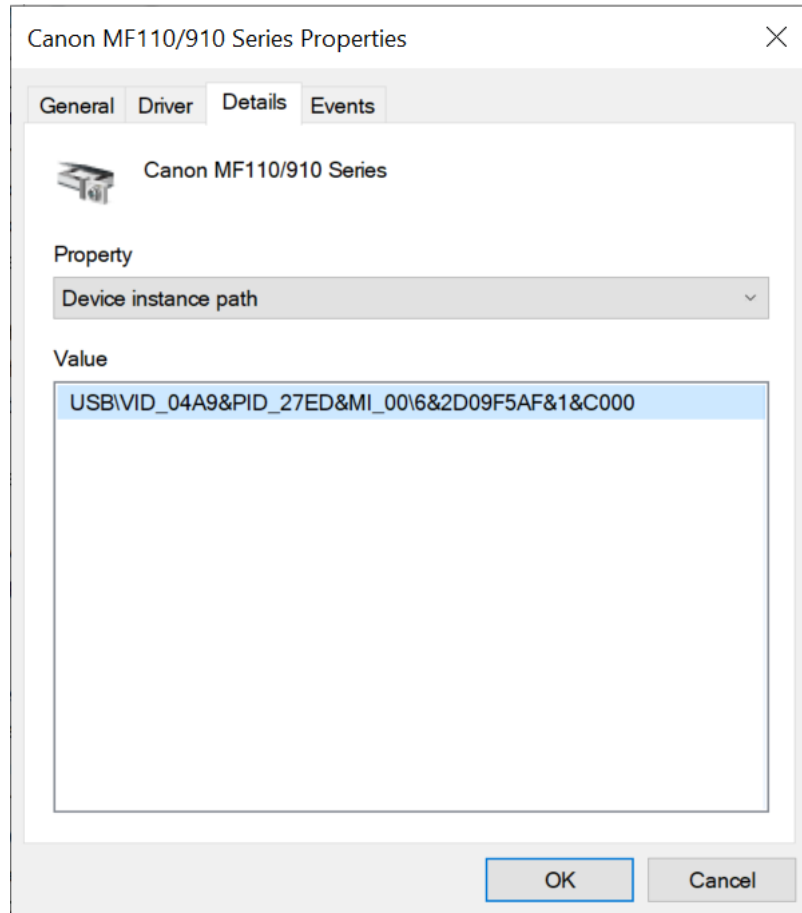 Canon MF110/910 Series Properties
General Driver Details Events
Canon MF110/910 Series
Property
Device instance path
Value
USB\VID_04A9&PID_27ED&MI_00\6&2D09F5AF&1&C000
OK Cancel